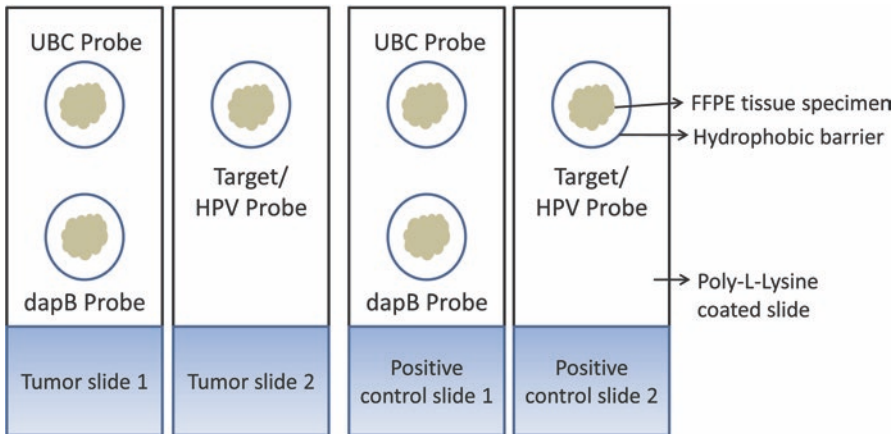 UBC Probe
UBC Probe
FFPE tissue specimen
Hydrophobic barrier
Target/
HPV Probe
Target/
HPV Probe
dapB Probe
dapB Probe
Poly-L-Lysine
coated slide
Tumor slide 1
Tumor slide 2
Positive
control slide 1
Positive
control slide 2